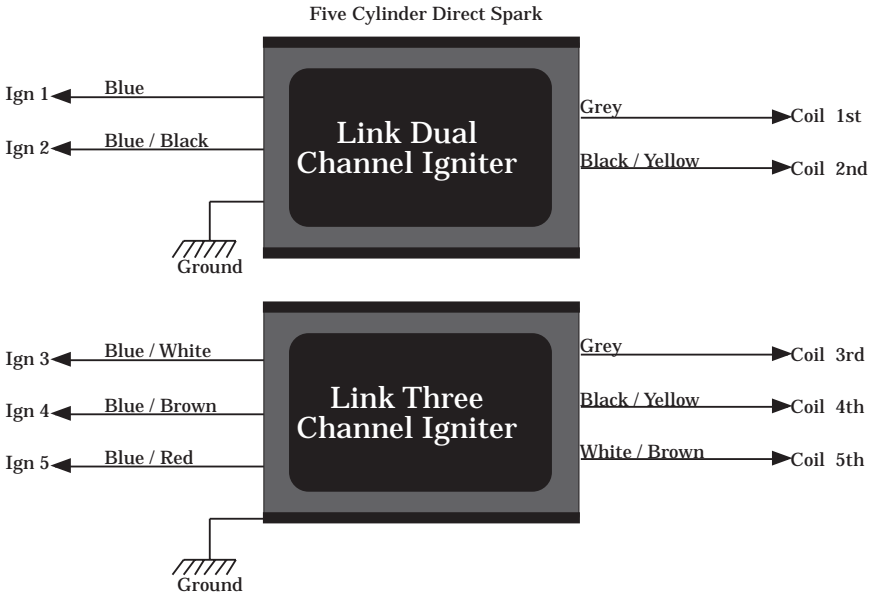 Five Cylinder Direct Spark
Ign 1
Blue
Ign 2
Blue / Black
Ground
Link Dual
Channel Igniter
Grey
Coil 1st
Black / Yellow
Coil 2nd
Ign 3
Blue / White
Ign 4
Blue / Brown
Ign 5
Blue / Red
Ground
Link Three
Channel Igniter
Grey
Coil 3rd
Black / Yellow
Coil 4th
White / Brown
Coil 5th